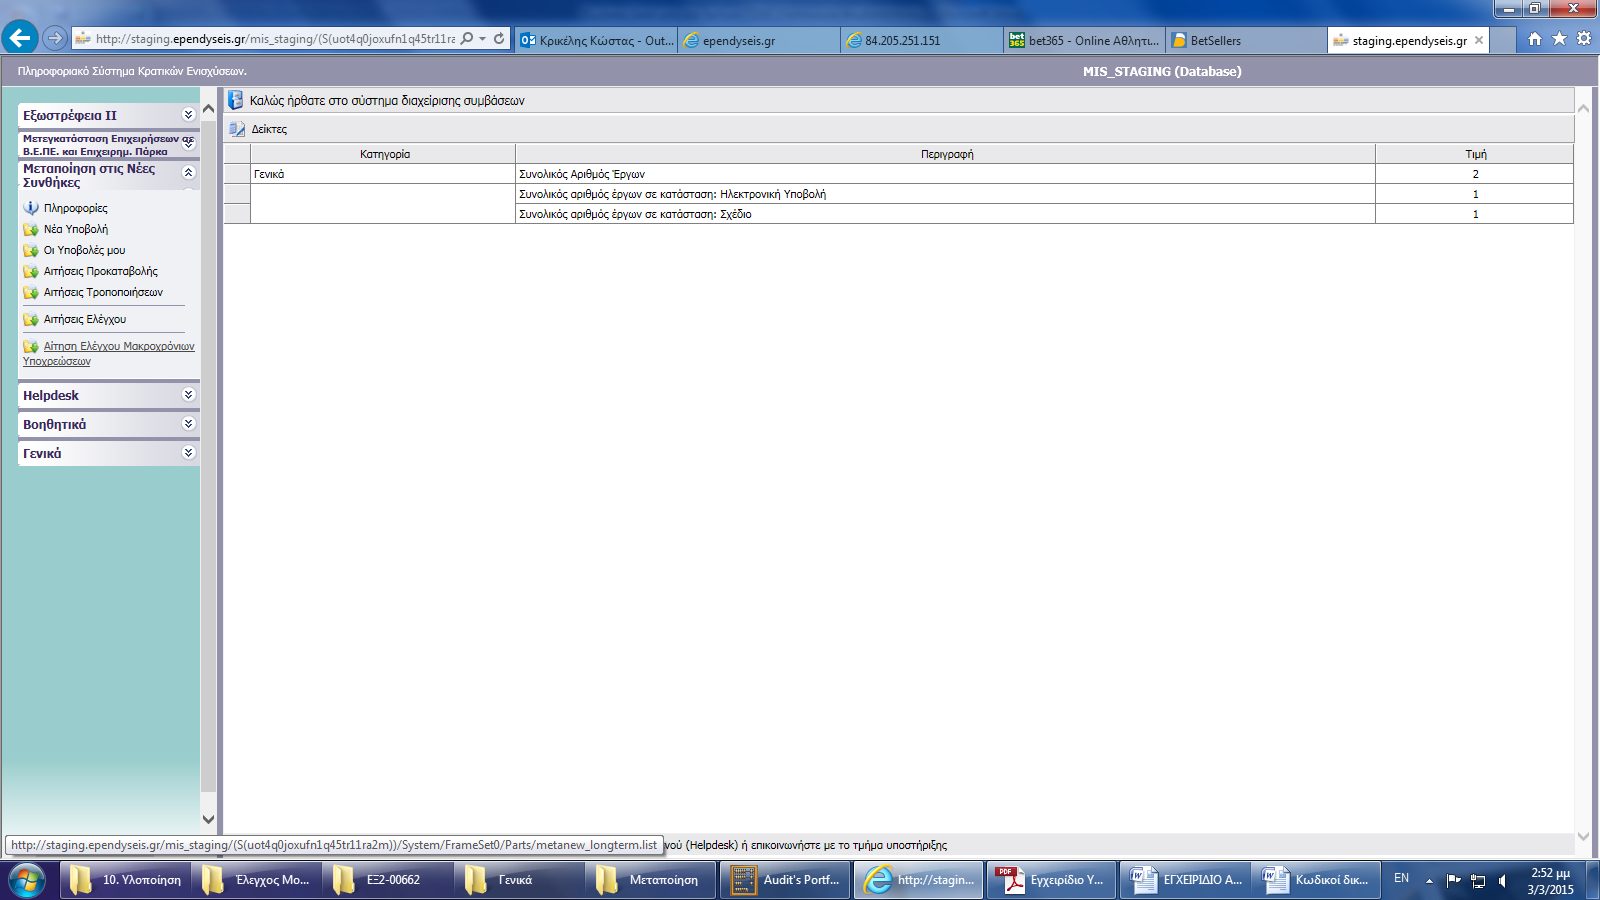 http://staging.ependyseis.gr/mis_staging/(S(uot4q0joxufn1q45tr11ra
Κρικέλης Κώστας - Out...
ependyseis.gr
84.205.251.151
bet365 - Online Αθλητι...
BetSellers
staging.ependyseis.gr
Πληροφοριακό Σύστημα Κρατικών Ενισχύσεων.
MIS_STAGING (Database)
Εξωστρέφεια ΙΙ
Μετεγκατάσταση Επιχειρήσεων σε
Β.Ε.ΠΕ. και Επιχειρημ. Πάρκα
Μεταποίηση στις Νέες
Συνθήκες
Πληροφορίες
Νέα Υποβολή
Οι Υποβολές μου
Αιτήσεις Προκαταβολής
Αιτήσεις Τροποποιήσεων
Αιτήσεις Ελέγχου
Αίτηση Ελέγχου Μακροχρόνιων
Υποχρεώσεων
Helpdesk
Βοηθητικά
Γενικά
Καλώς ήρθατε στο σύστημα διαχείρισης συμβάσεων
Δείκτες
Κατηγορία Περιγραφή Τιμή
Γενικά Συνολικός Αριθμός Έργων 2
Συνολικός αριθμός έργων σε κατάσταση: Ηλεκτρονική Υποβολή 1
Συνολικός αριθμός έργων σε κατάσταση: Σχέδιο 1
http://staging.ependyseis.gr/mis_staging/(S(uot4q0joxufn1q45tr11ra2m))/System/FrameSet0/Parts/metanew_longterm.list
νού (Helpdesk) ή επικοινωνήστε με το τμήμα υποστήριξης
10. Υλοποίηση
Έλεγχος Μο...
ΕΞ2-00662
Γενικά
Μεταποίηση
Audit's Portf...
http://stagin...
Εγχειρίδιο Υ...
ΕΓΧΕΙΡΙΔΙΟ Α...
Κωδικοί δικ...
EN
2:52 μμ
3/3/2015